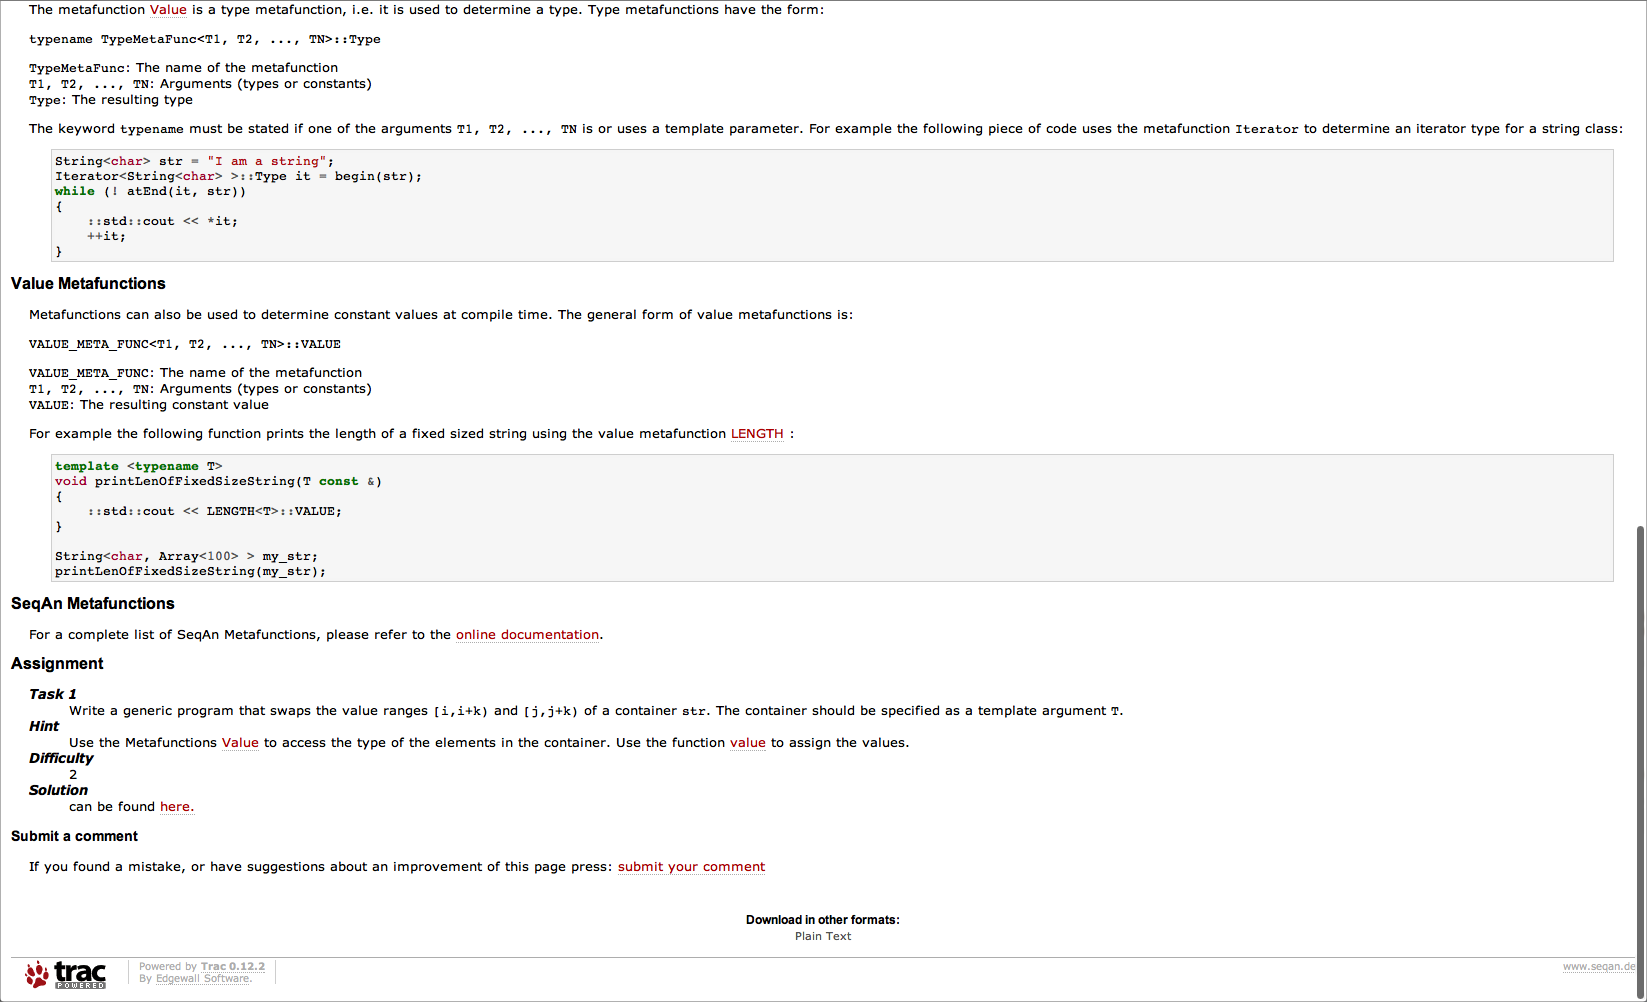 The metafunction Value is a type metafunction, i.e. it is used to determine a type. Type metafunctions have the form:
typename TypeMetaFunc<T1, T2, ..., TN>::Type
TypeMetaFunc: The name of the metafunction
T1, T2, ..., TN: Arguments (types or constants)
Type: The resulting type
The keyword typename must be stated if one of the arguments T1, T2, ..., TN is or uses a template parameter. For example the following piece of code uses the metafunction Iterator to determine an iterator type for a string class:
String<char> str = "I am a string";
Iterator<String<char> >::Type it = begin(str);
while (! atEnd(it, str))
{
    ::std::cout << *it;
    ++it;
}
Value Metafunctions
Metafunctions can also be used to determine constant values at compile time. The general form of value metafunctions is:
VALUE_META_FUNC<T1, T2, ..., TN>::VALUE
VALUE_META_FUNC: The name of the metafunction
T1, T2, ..., TN: Arguments (types or constants)
VALUE: The resulting constant value
For example the following function prints the length of a fixed sized string using the value metafunction LENGTH :
template <typename T>
void printLenOfFixedSizeString(T const &)
{
    ::std::cout << LENGTH<T>::VALUE;
}
String<char, Array<100> > my_str;
printLenOfFixedSizeString(my_str);
SeqAn Metafunctions
For a complete list of SeqAn Metafunctions, please refer to the online documentation.
Assignment
Task 1
Write a generic program that swaps the value ranges [i,i+k) and [j,j+k) of a container str. The container should be specified as a template argument T.
Hint
Use the Metafunctions Value to access the type of the elements in the container. Use the function value to assign the values.
Difficulty
2
Solution
can be found here.
Submit a comment
If you found a mistake, or have suggestions about an improvement of this page press: submit your comment
Download in other formats:
Plain Text
trac
POWERED
Powered by Trac 0.12.2
By Edgewall Software.
www.seqan.de